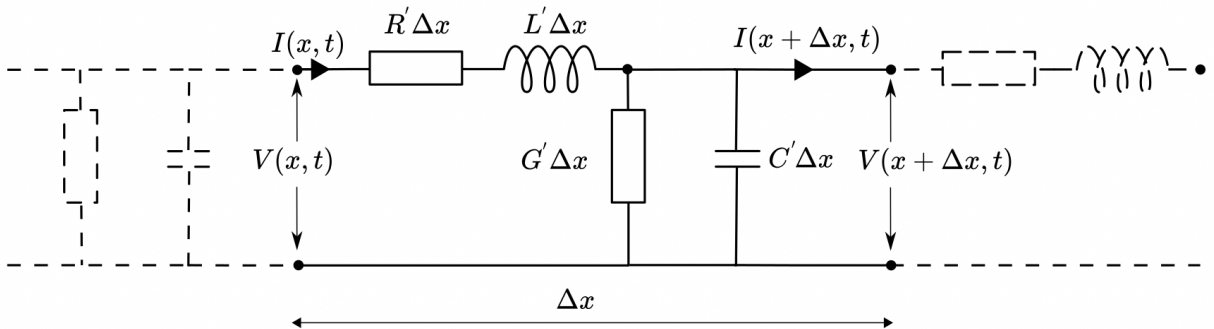 I(x,t)
R'Δx
L'Δx
I(x + Δx,t)
V(x,t)
G'Δx
C'Δx
V(x + Δx,t)
Δx